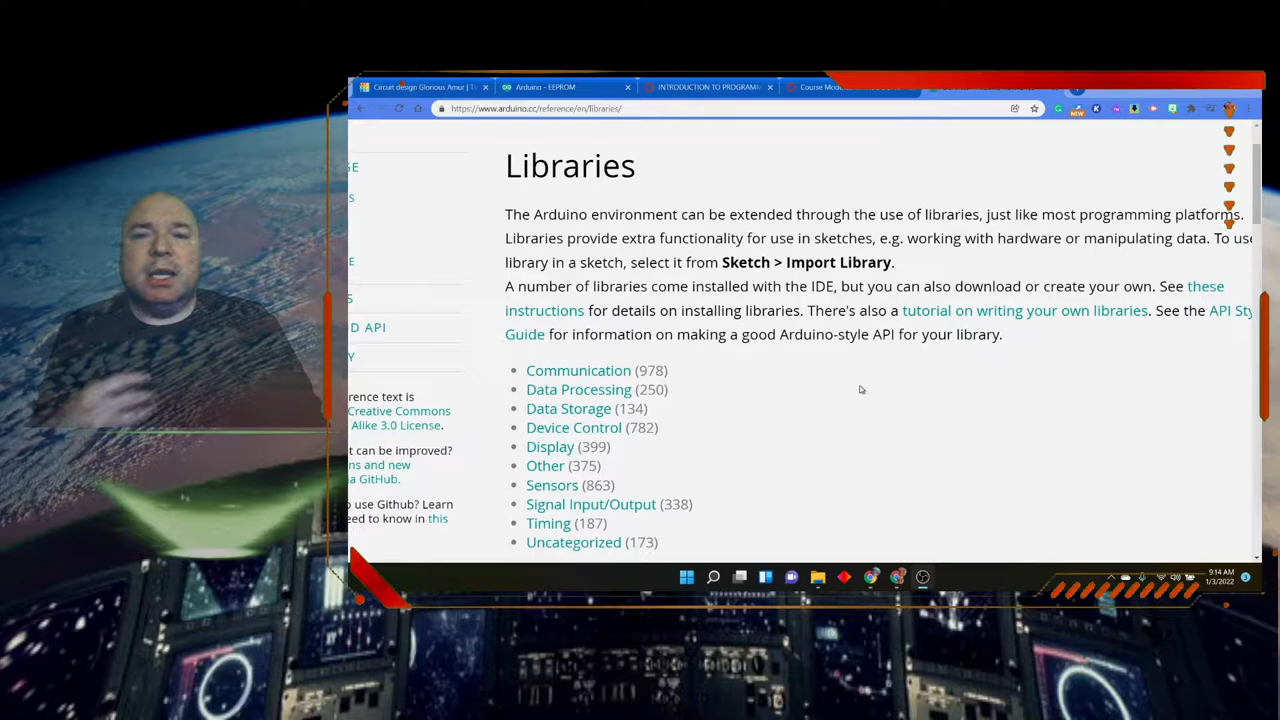 Circuit design Glorious Amur | Ti
Arduino - EEPROM
INTRODUCTION TO PROGRAMM
https://www.arduino.cc/reference/en/libraries/
NEW
Libraries
The Arduino environment can be extended through the use of libraries, just like most programming platforms.
Libraries provide extra functionality for use in sketches, e.g. working with hardware or manipulating data. To use
library in a sketch, select it from Sketch > Import Library.
A number of libraries come installed with the IDE, but you can also download or create your own. See these
instructions for details on installing libraries. There's also a tutorial on writing your own libraries. See the API Sty
Guide for information on making a good Arduino-style API for your library.
Communication (978)
Data Processing (250)
Data Storage (134)
Device Control (782)
Display (399)
Other (375)
Sensors (863)
Signal Input/Output (338)
Timing (187)
Uncategorized (173)
GE
S
E
S
D API
Y
rence text is
Creative Commons
Alike 3.0 License.
t can be improved?
ns and new
ia GitHub.
o use Github? Learn
eed to know in this
9:14 AM
1/3/2022